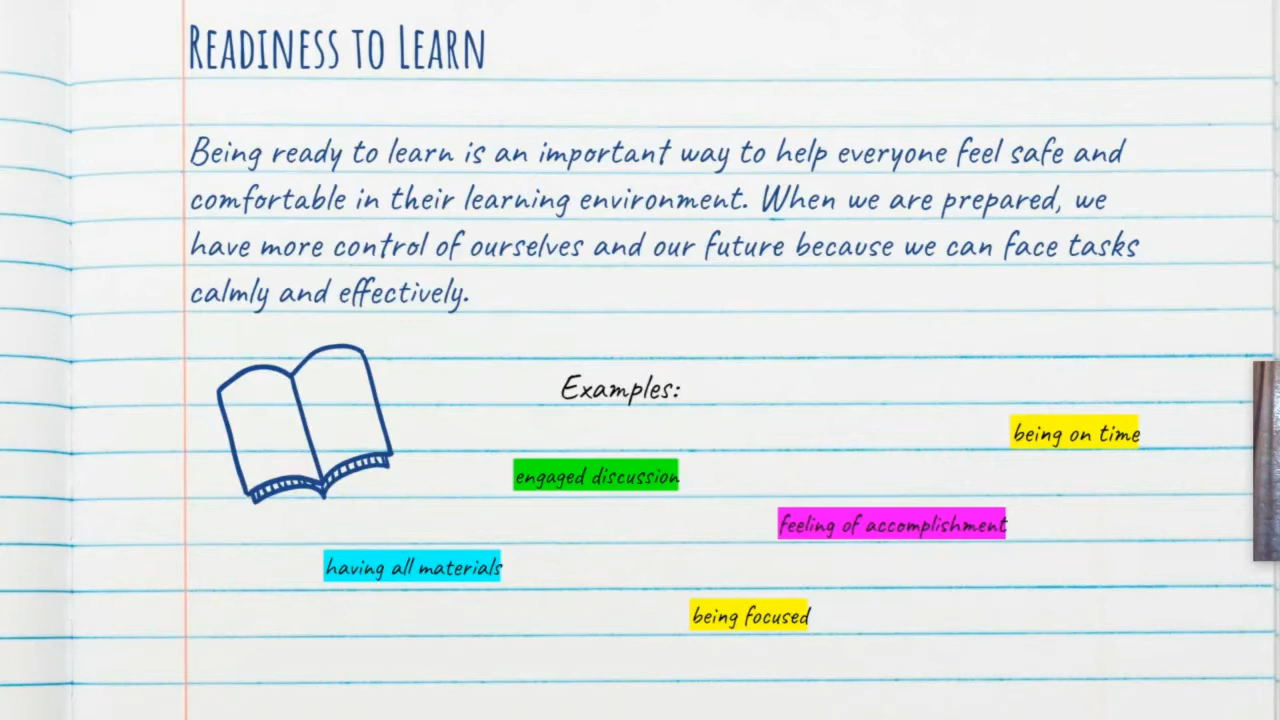 Readiness to Learn
Being ready to learn is an important way to help everyone feel safe and
comfortable in their learning environment. When we are prepared, we
have more control of ourselves and our future because we can face tasks
calmly and effectively.
Examples:
being on time
engaged discussion
feeling of accomplishment
having all materials
being focused